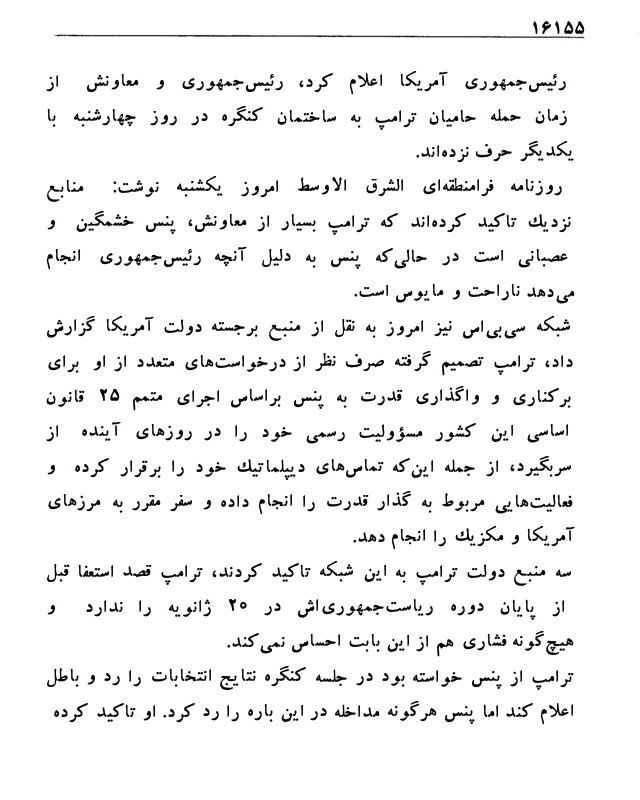 ۱۶۱۵۵
رئیس‌جمهوری آمریکا اعلام کرد، رئیس‌جمهوری و معاونش از
زمان حمله حامیان ترامپ به ساختمان کنگره در روز چهارشنبه با
یکدیگر حرف نزده‌اند.
روزنامه فرامنطقه‌ای الشرق الاوسط امروز یکشنبه نوشت: منابع
نزدیك تاکید کرده‌اند که ترامپ بسیار از معاونش، پنس خشمگین و
عصبانی است در حالی‌که پنس به دلیل آنچه رئیس‌جمهوری انجام
می‌دهد ناراحت و مایوس است.
شبکه سی‌بی‌اس نیز امروز به نقل از منبع برجسته دولت آمریکا گزارش
داد، ترامپ تصمیم گرفته صرف نظر از درخواست‌های متعدد از او برای
برکناری و واگذاری قدرت به پنس براساس اجرای متمم ۲۵ قانون
اساسی این کشور مسؤولیت رسمی خود را در روزهای آینده از
سربگیرد، از جمله این‌که تماس‌های دیپلماتیك خود را برقرار کرده و
فعالیت‌هایی مربوط به گذار قدرت را انجام داده و سفر مقرر به مرزهای
آمریکا و مکزیك را انجام دهد.
سه منبع دولت ترامپ به این شبکه تاکید کردند، ترامپ قصد استعفا قبل
از پایان دوره ریاست‌جمهوری‌اش در ۲۰ ژانویه را ندارد و
هیچ‌گونه فشاری هم از این بابت احساس نمی‌کند.
ترامپ از پنس خواسته بود در جلسه کنگره نتایج انتخابات را رد و باطل
اعلام کند اما پنس هرگونه مداخله در این باره را رد کرد. او تاکید کرده